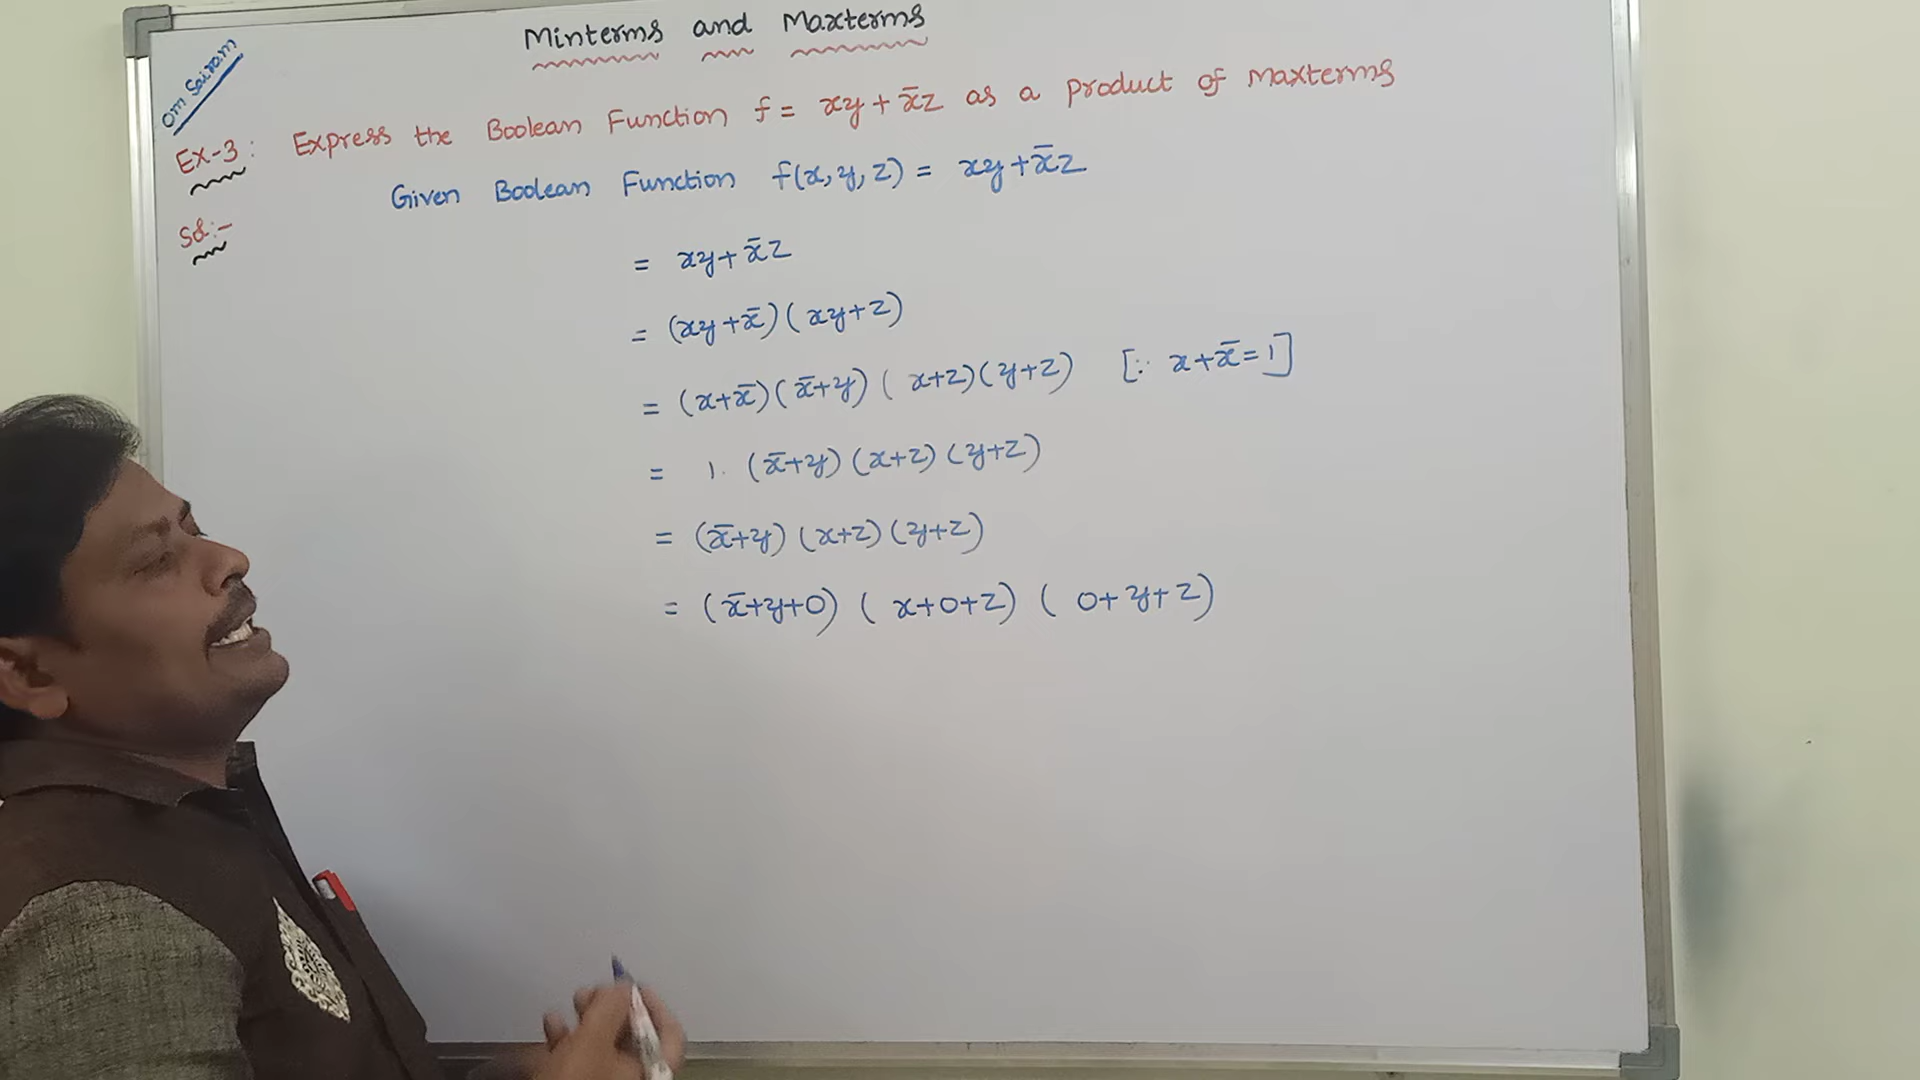 Minterms and Maxterms
Om Sairam
Ex-3: Express the Boolean Function f = xy + x̄z as a product of Maxterms
Sol:-
Given Boolean Function f(x, y, z) = xy + x̄z
= xy + x̄z
= (xy + x̄)(xy + z)
= (x + x̄)(x̄ + y)(x + z)(y + z) [∵ x + x̄ = 1]
= 1. (x̄ + y)(x + z)(y + z)
= (x̄ + y)(x + z)(y + z)
= (x̄ + y + 0)(x + 0 + z)(0 + y + z)